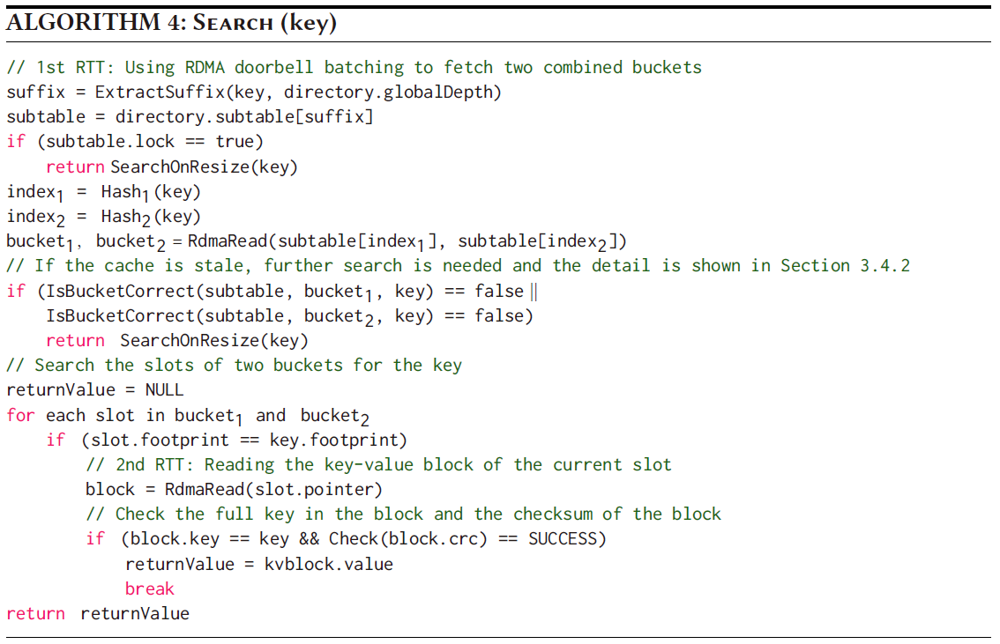 ALGORITHM 4: SEARCH (key)
// 1st RTT: Using RDMA doorbell batching to fetch two combined buckets
suffix = ExtractSuffix(key, directory.globalDepth)
subtable = directory.subtable[suffix]
if (subtable.lock == true)
    return SearchOnResize(key)
index₁ = Hash₁(key)
index₂ = Hash₂(key)
bucket₁, bucket₂ = RdmaRead(subtable[index₁], subtable[index₂])
// If the cache is stale, further search is needed and the detail is shown in Section 3.4.2
if (IsBucketCorrect(subtable, bucket₁, key) == false ||
    IsBucketCorrect(subtable, bucket₂, key) == false)
    return SearchOnResize(key)
// Search the slots of two buckets for the key
returnValue = NULL
for each slot in bucket₁ and bucket₂
    if (slot.footprint == key.footprint)
        // 2nd RTT: Reading the key-value block of the current slot
        block = RdmaRead(slot.pointer)
        // Check the full key in the block and the checksum of the block
        if (block.key == key && Check(block.crc) == SUCCESS)
            returnValue = kvblock.value
            break
return returnValue